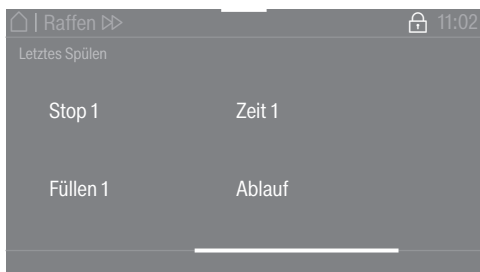 | Raffen 11:02
Letztes Spülen
Stop 1 Zeit 1
Füllen 1 Ablauf